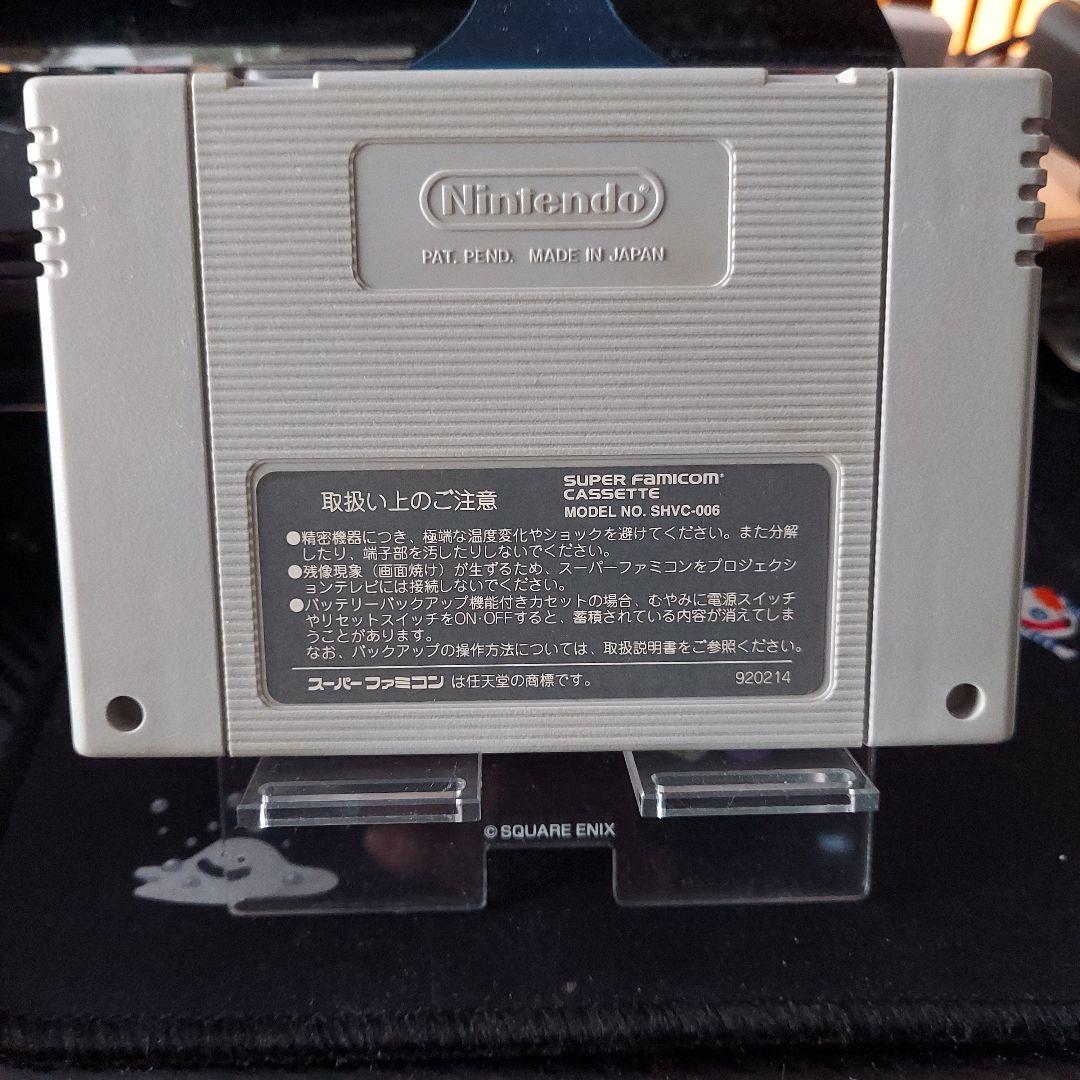 Nintendo®
PAT. PEND. MADE IN JAPAN
取扱い上のご注意
SUPER FAMICOM®
CASSETTE
MODEL NO. SHVC-006
●精密機器につき、極端な温度変化やショックを避けてください。また分解
したり、端子部を汚したりしないでください。
●残像現象（画面焼け）が生ずるため、スーパーファミコンをプロジェクシ
ョンテレビには接続しないでください。
●バッテリーバックアップ機能付きカセットの場合、むやみに電源スイッチ
やリセットスイッチをON・OFFすると、蓄積されている内容が消えてしま
うことがあります。
なお、バックアップの操作方法については、取扱説明書をご参照ください。
スーパーファミコンは任天堂の商標です。
920214
© SQUARE ENIX